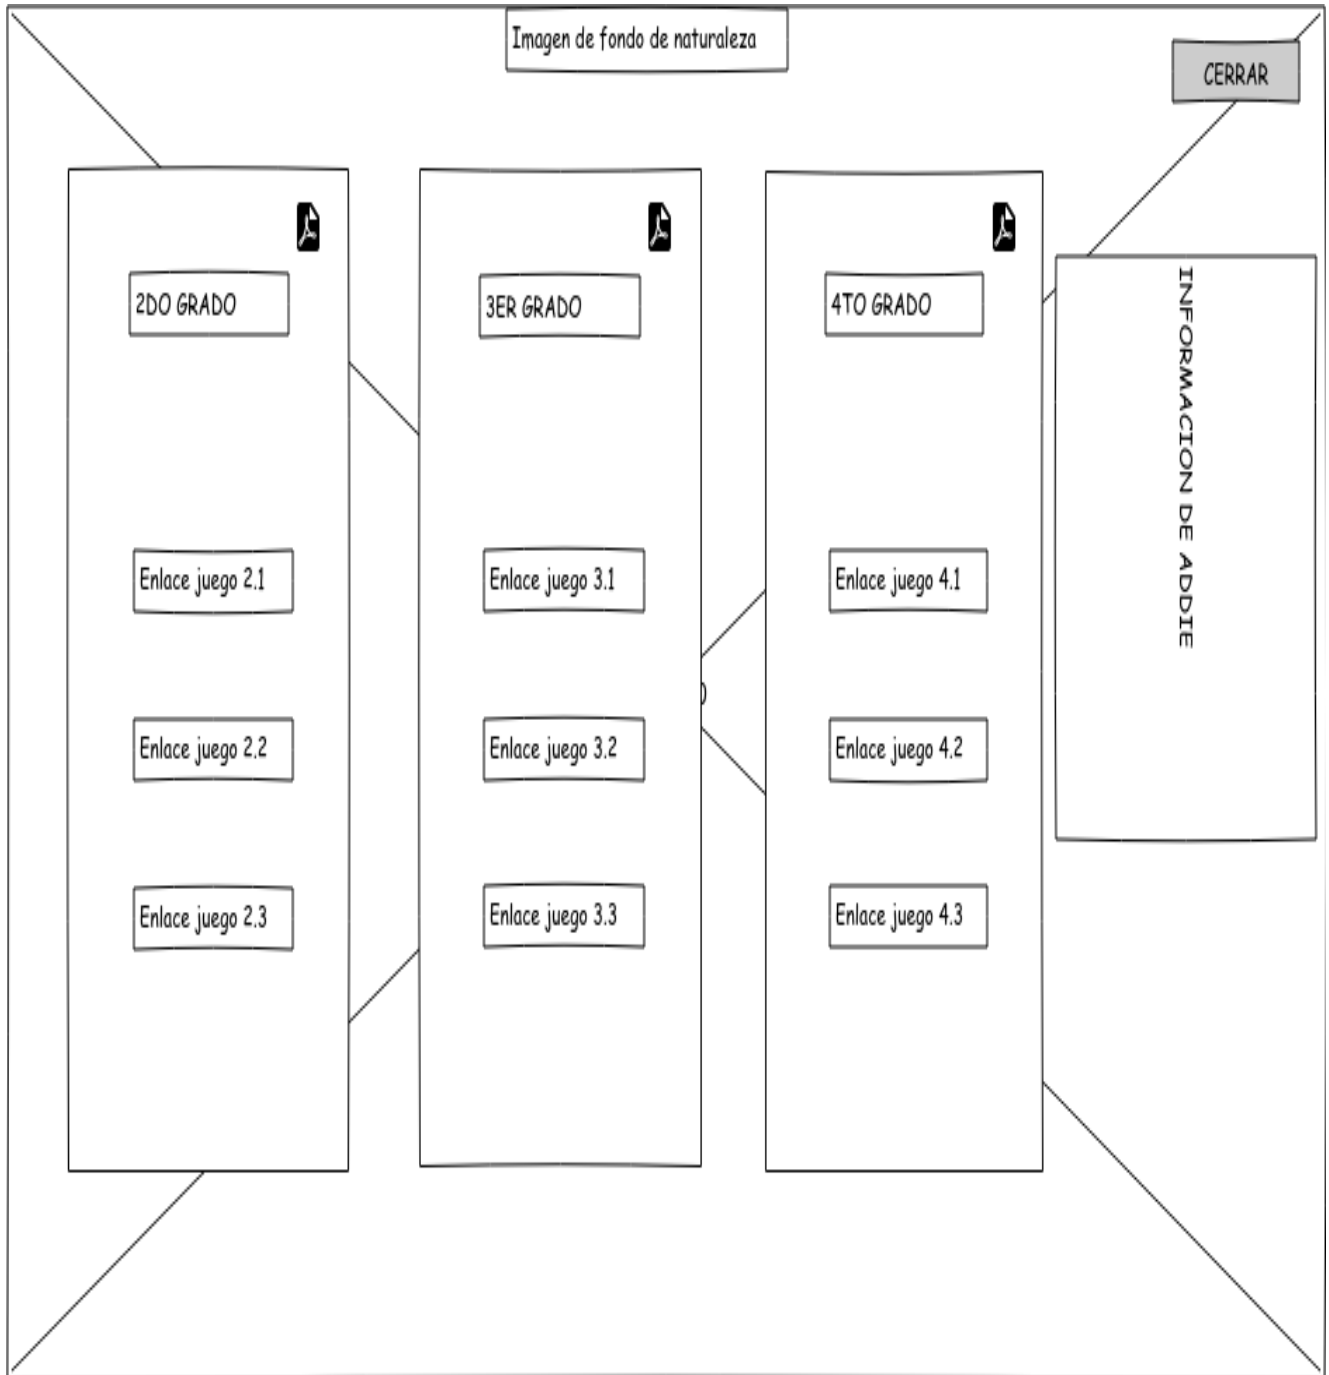 Imagen de fondo de naturaleza
CERRAR
2DO GRADO
Enlace juego 2.1
Enlace juego 2.2
Enlace juego 2.3
3ER GRADO
Enlace juego 3.1
Enlace juego 3.2
Enlace juego 3.3
4TO GRADO
Enlace juego 4.1
Enlace juego 4.2
Enlace juego 4.3
INFORMACION DE ADDIE